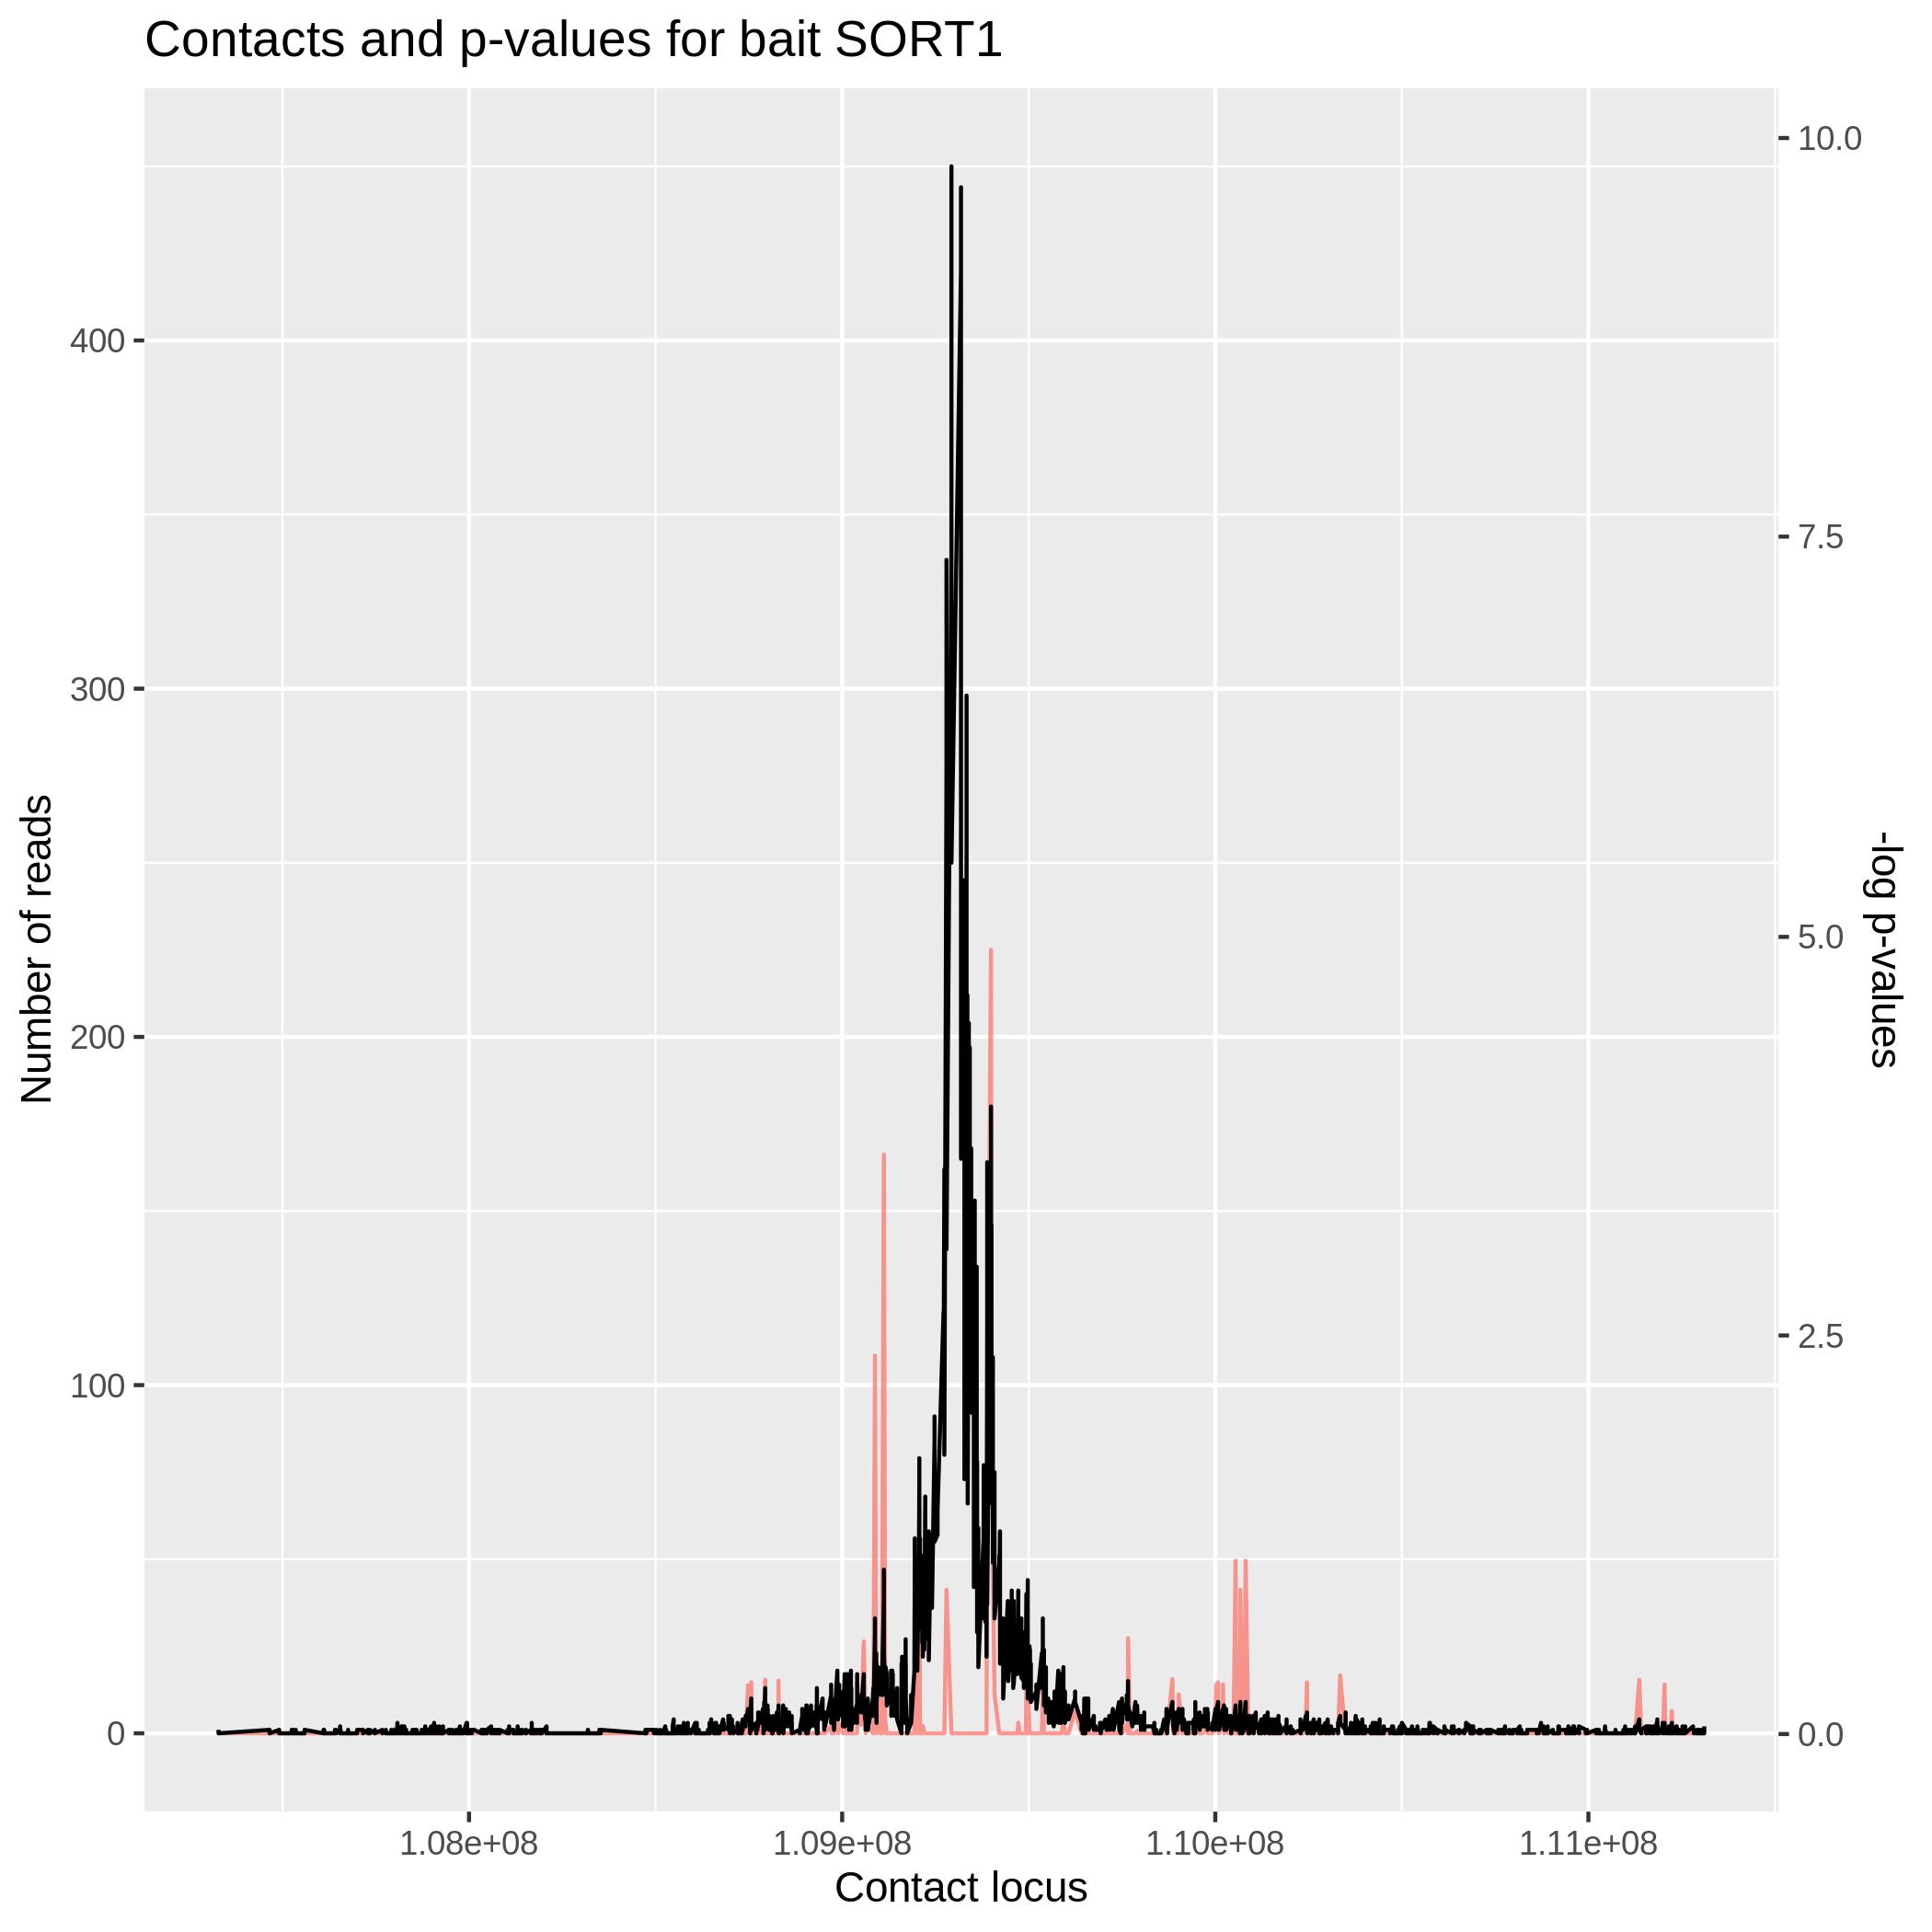 Contacts and p-values for bait SORT1
10.0
400
7.5
300
Number of reads
-log p-values
5.0
200
2.5
100
0
0.0
1.08e+08
1.09e+08
1.10e+08
1.11e+08
Contact locus